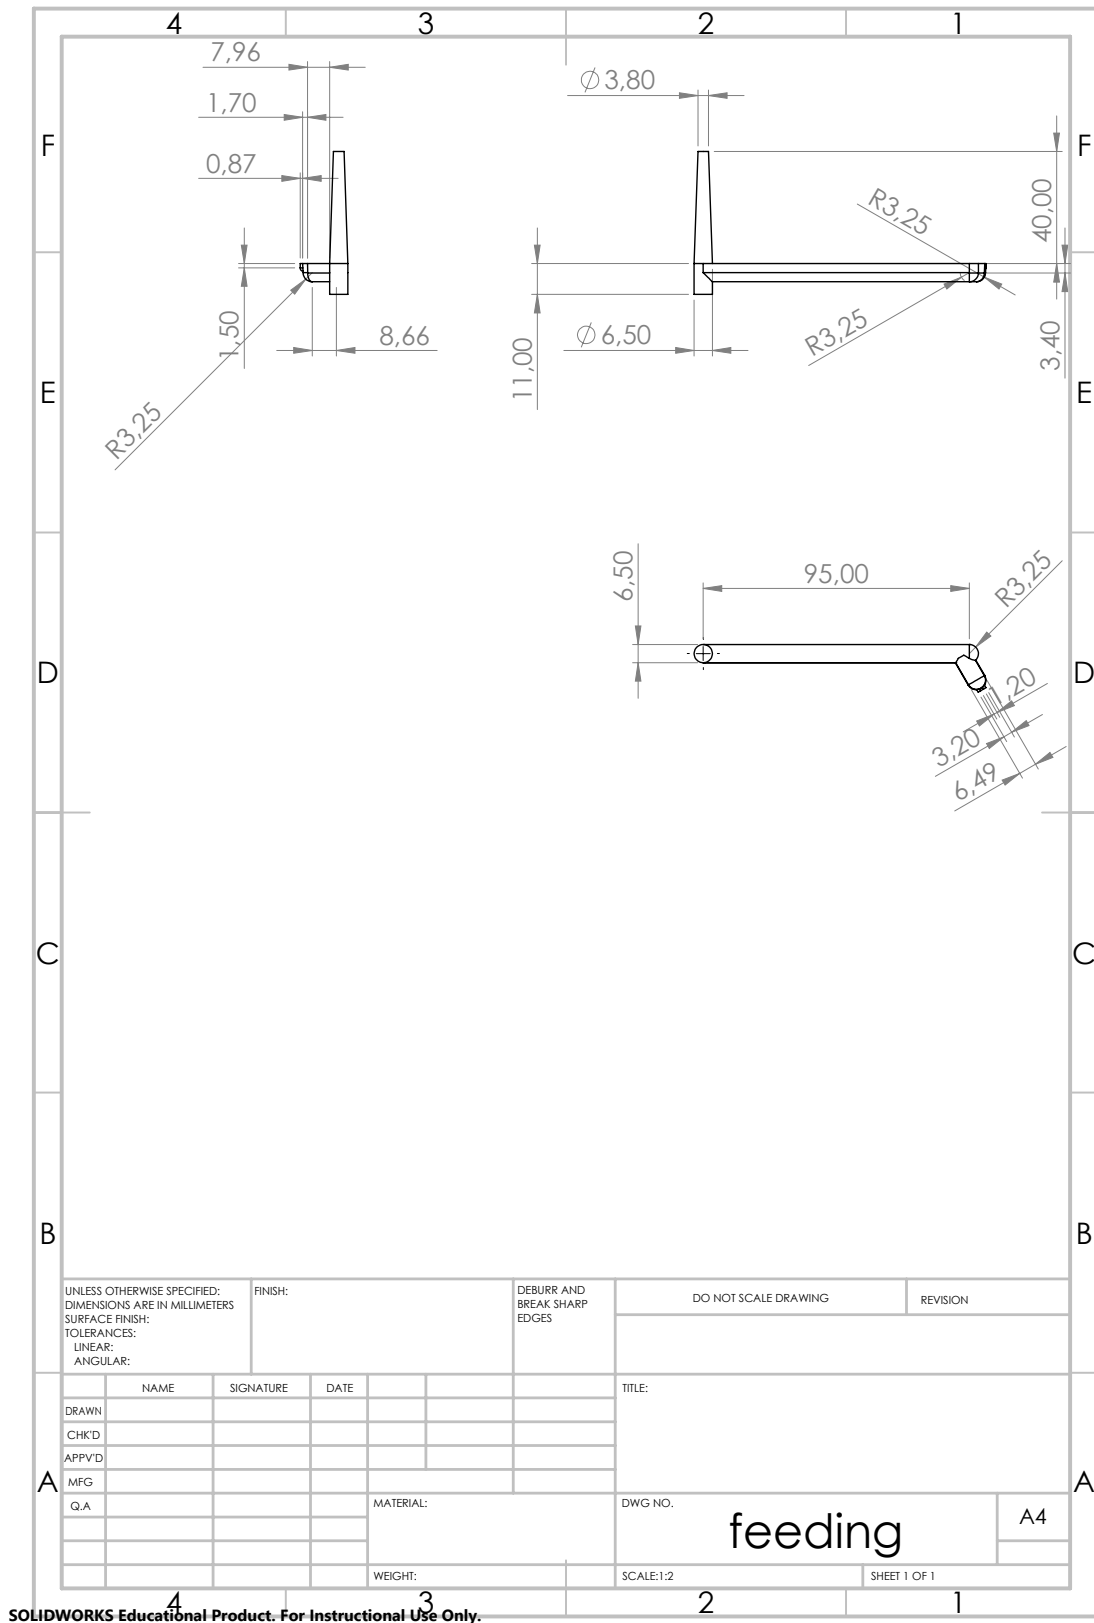 4 3 2 1
7,96
∅3,80
1,70
F F
0,87
R3,25
40,00
1,50
8,66
∅6,50
11,00
R3,25
3,40
E E
R3,25
6,50
95,00
R3,25
D D
1,20
3,20
6,49
C C
B B
UNLESS OTHERWISE SPECIFIED:
DIMENSIONS ARE IN MILLIMETERS
SURFACE FINISH:
TOLERANCES:
LINEAR:
ANGULAR:
FINISH:
DEBURR AND
BREAK SHARP
EDGES
DO NOT SCALE DRAWING
REVISION
NAME SIGNATURE DATE
TITLE:
DRAWN
CHK'D
APPV'D
MFG
A A
Q.A
MATERIAL:
DWG NO.
feeding
A4
WEIGHT:
SCALE:1:2
SHEET 1 OF 1
4 3 2 1
SOLIDWORKS Educational Product. For Instructional Use Only.